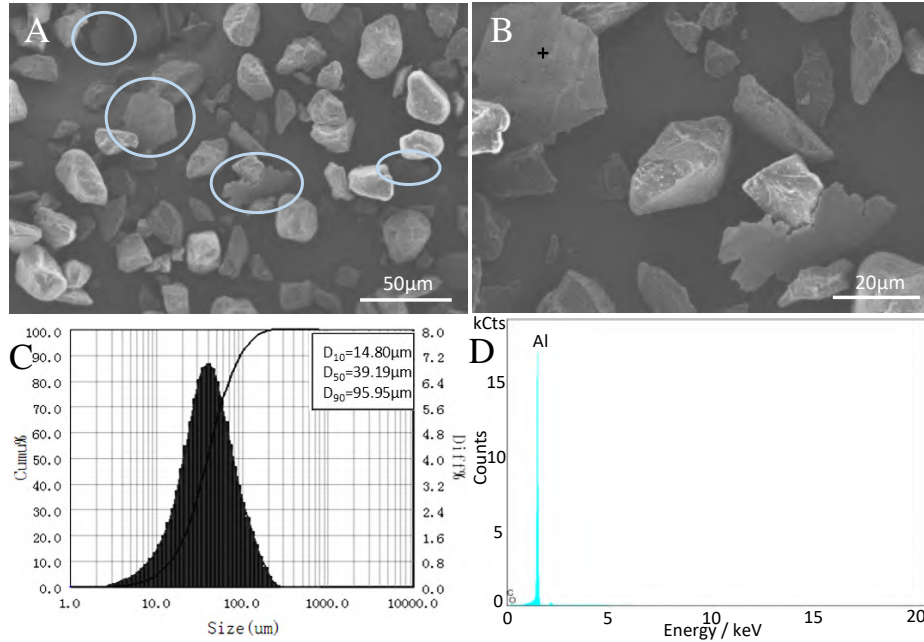 A
50μm
B
+
20μm
C
100.0
90.0
80.0
70.0
60.0
50.0
40.0
30.0
20.0
10.0
0.0
Cumu%
8.0
7.2
6.4
5.6
4.8
4.0
3.2
2.4
1.6
0.8
0.0
Diff%
D10=14.80μm
D50=39.19μm
D90=95.95μm
1.0
10.0
100.0
1000.0
10000.0
Size(um)
D
kCts
Al
15
Counts
5
0
C
O
0
5
10
15
20
Energy / keV